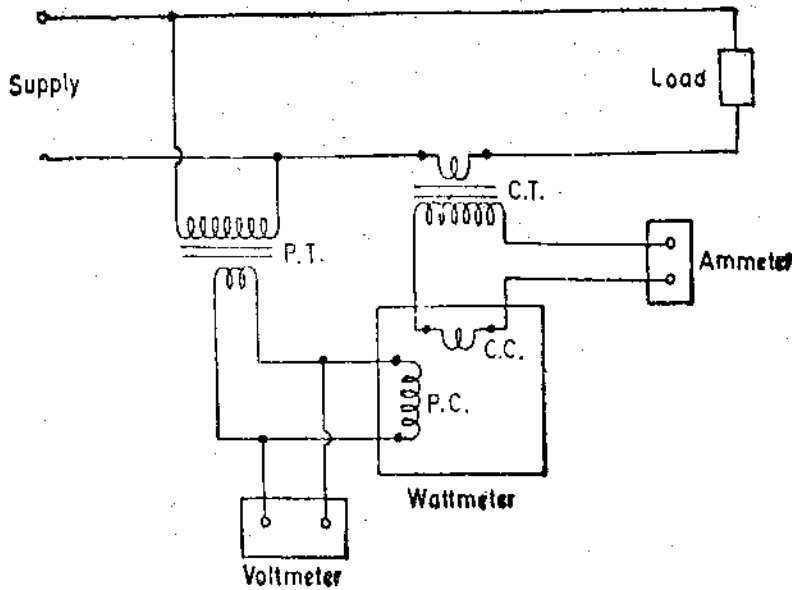 Supply
Load
C.T.
P.T.
Ammeter
C.C.
P.C.
Wattmeter
Voltmeter